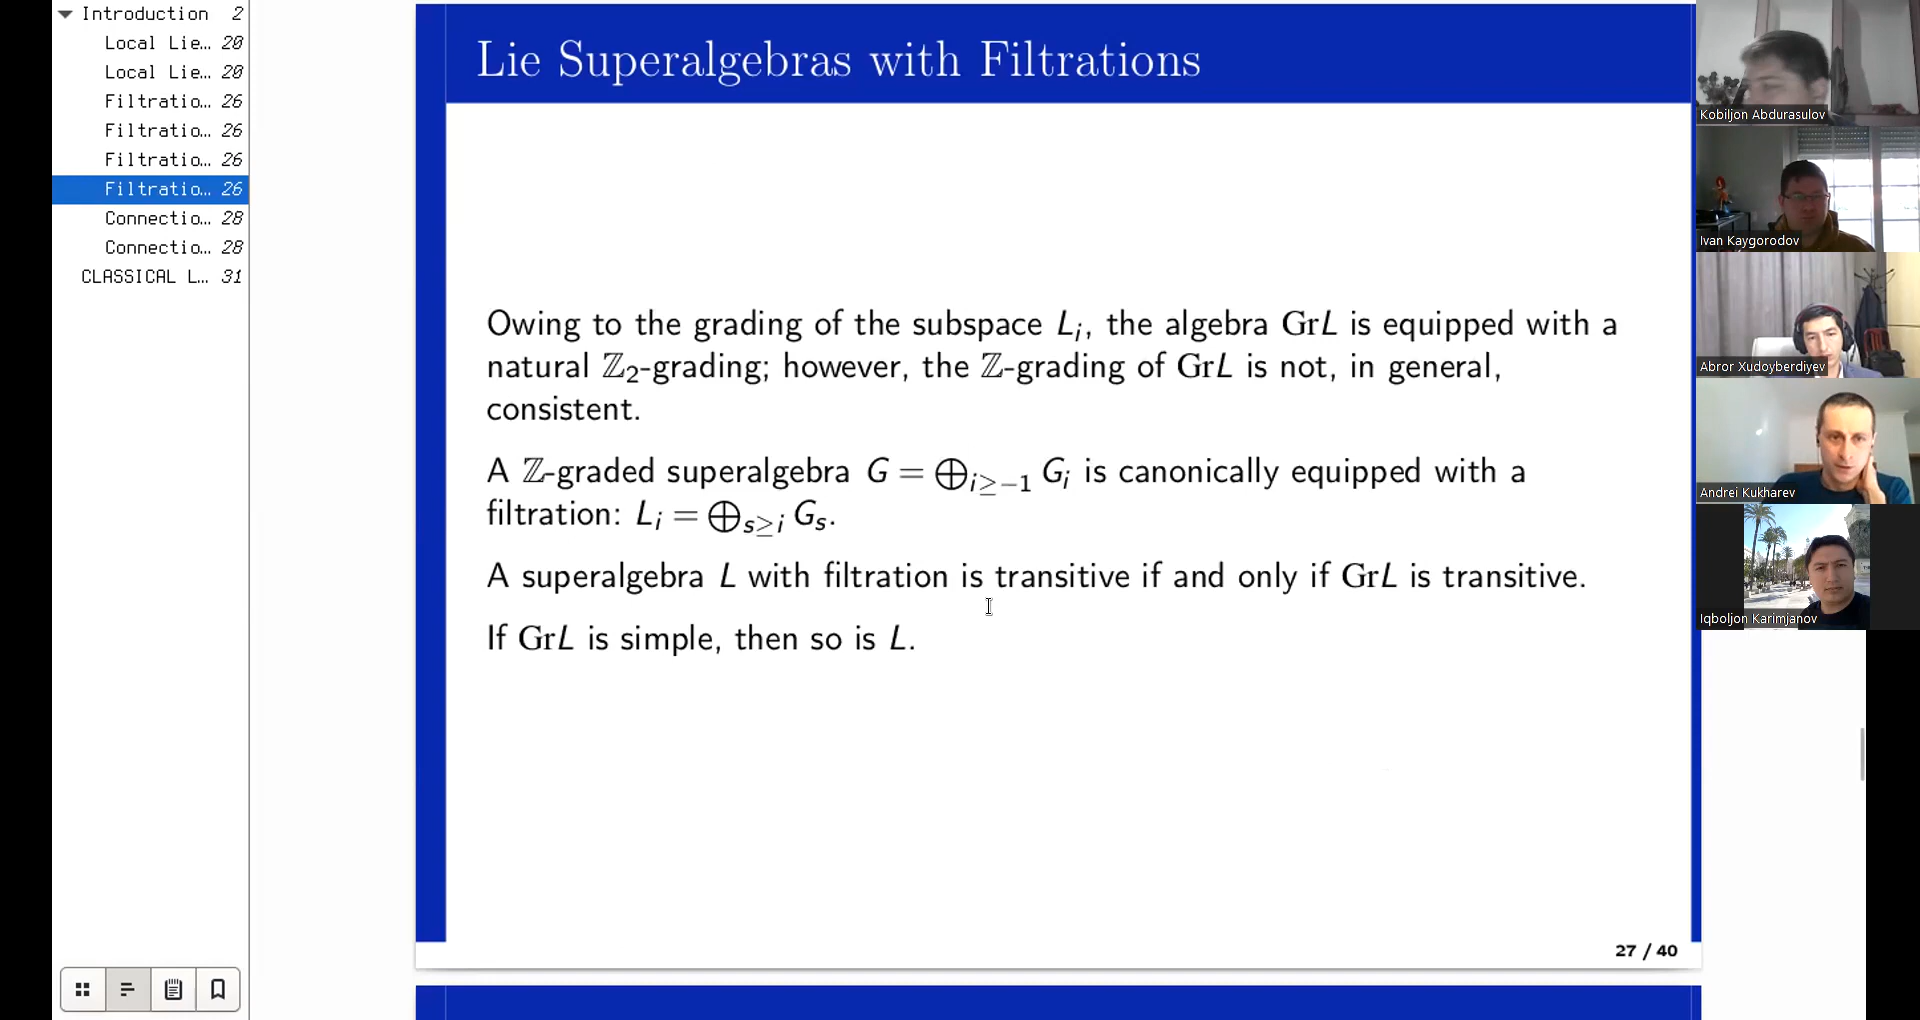 Introduction 2
Local Lie… 20
Local Lie… 20
Filtratio… 26
Filtratio… 26
Filtratio… 26
Filtratio… 26
Connectio… 28
Connectio… 28
CLASSICAL L… 31
Lie Superalgebras with Filtrations
Owing to the grading of the subspace L_i, the algebra GrL is equipped with a
natural ℤ₂-grading; however, the ℤ-grading of GrL is not, in general,
consistent.
A ℤ-graded superalgebra G = ⊕_{i≥−1} G_i is canonically equipped with a
filtration: L_i = ⊕_{s≥i} G_s.
A superalgebra L with filtration is transitive if and only if GrL is transitive.
If GrL is simple, then so is L.
27 / 40
Kobiljon Abdurasulov
Ivan Kaygorodov
Abror Xudoyberdiyev
Andrei Kukharev
Iqboljon Karimjanov